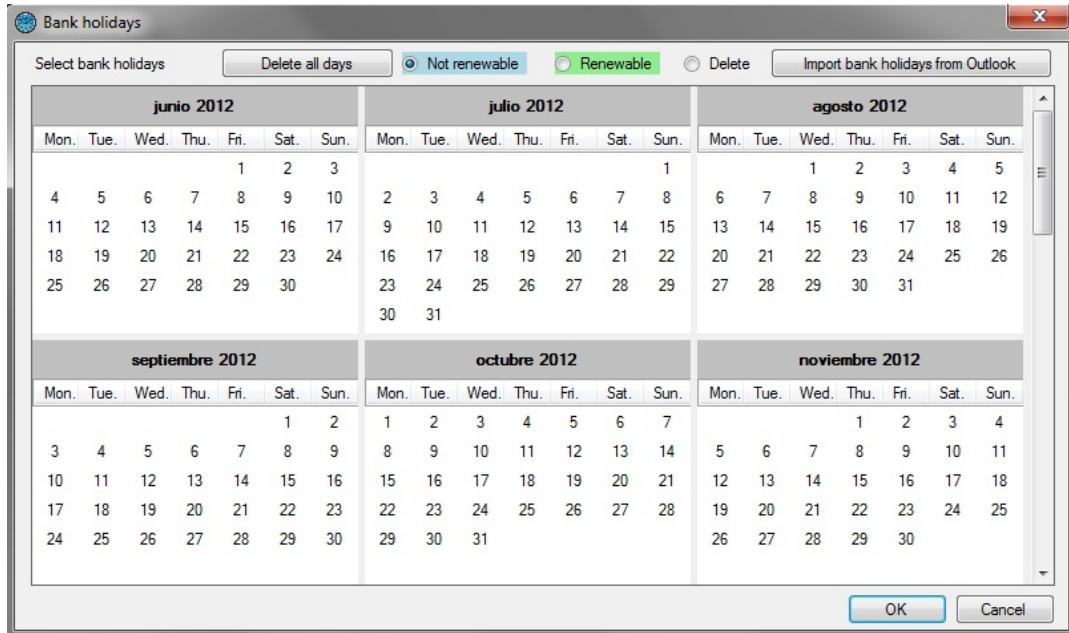 Bank holidays
Select bank holidays Delete all days Not renewable Renewable Delete Import bank holidays from Outlook
junio 2012 julio 2012 agosto 2012
Mon. Tue. Wed. Thu. Fri. Sat. Sun. Mon. Tue. Wed. Thu. Fri. Sat. Sun. Mon. Tue. Wed. Thu. Fri. Sat. Sun.
1 2 3 1 1 2 3 4 5
4 5 6 7 8 9 10 2 3 4 5 6 7 8 6 7 8 9 10 11 12
11 12 13 14 15 16 17 9 10 11 12 13 14 15 13 14 15 16 17 18 19
18 19 20 21 22 23 24 16 17 18 19 20 21 22 20 21 22 23 24 25 26
25 26 27 28 29 30 23 24 25 26 27 28 29 27 28 29 30 31
30 31
septiembre 2012 octubre 2012 noviembre 2012
Mon. Tue. Wed. Thu. Fri. Sat. Sun. Mon. Tue. Wed. Thu. Fri. Sat. Sun. Mon. Tue. Wed. Thu. Fri. Sat. Sun.
1 2 1 2 3 4 5 6 7 1 2 3 4
3 4 5 6 7 8 9 8 9 10 11 12 13 14 5 6 7 8 9 10 11
10 11 12 13 14 15 16 15 16 17 18 19 20 21 12 13 14 15 16 17 18
17 18 19 20 21 22 23 22 23 24 25 26 27 28 19 20 21 22 23 24 25
24 25 26 27 28 29 30 29 30 31 26 27 28 29 30
OK Cancel